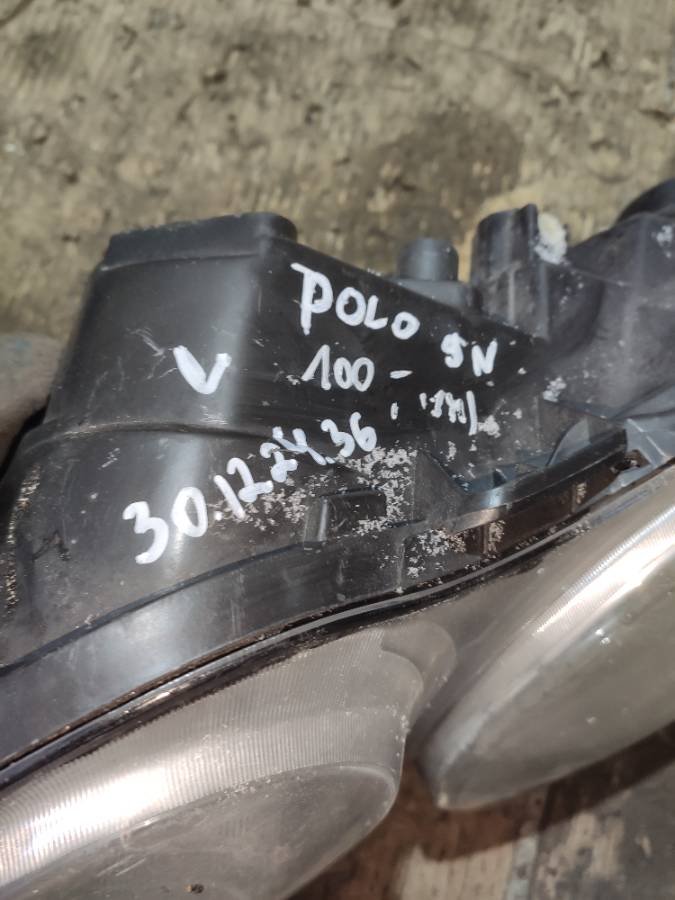 POLO 9N
V 100-
30.12.24.36